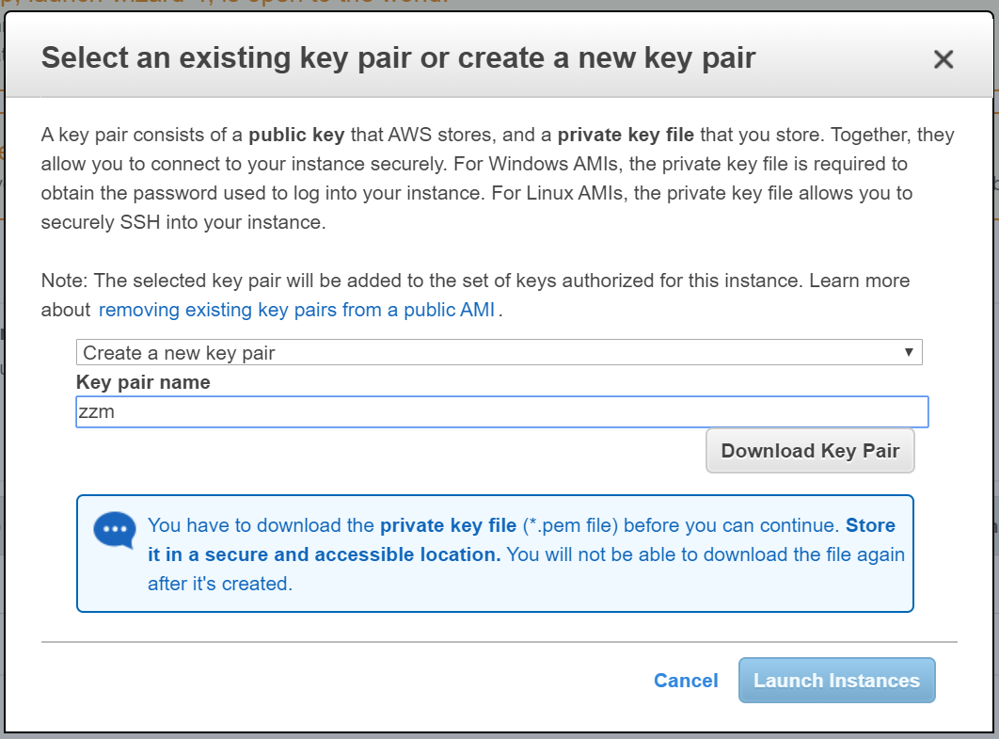 p, launch-wizard-4, is open to the world.
Select an existing key pair or create a new key pair
A key pair consists of a public key that AWS stores, and a private key file that you store. Together, they
allow you to connect to your instance securely. For Windows AMIs, the private key file is required to
obtain the password used to log into your instance. For Linux AMIs, the private key file allows you to
securely SSH into your instance.
Note: The selected key pair will be added to the set of keys authorized for this instance. Learn more
about removing existing key pairs from a public AMI.
Create a new key pair
Key pair name
zzm
Download Key Pair
You have to download the private key file (*.pem file) before you can continue. Store
it in a secure and accessible location. You will not be able to download the file again
after it's created.
Cancel
Launch Instances